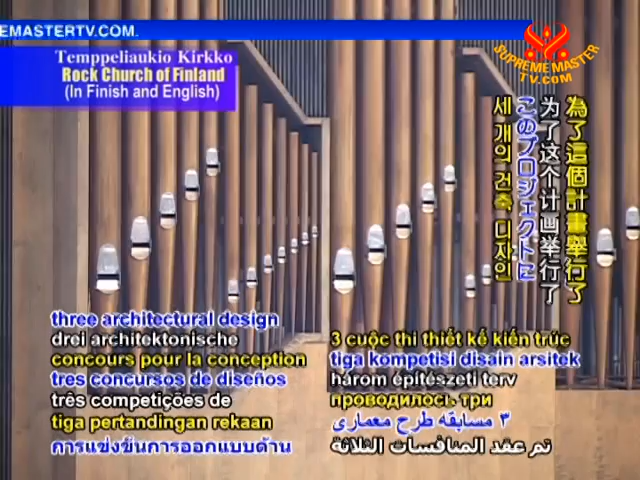 EMASTERTV.COM.
Temppeliaukio Kirkko
Rock Church of Finland
(In Finish and English)
SUPREME MASTER
TV.COM
為了這個計畫舉行了
为了这个计画举行了
このプロジェクトに
세 개의 건축 디자인
three architectural design
drei architektonische
concours pour la conception
tres concursos de diseños
três competições de
tiga pertandingan rekaan
การแข่งขันการออกแบบด้าน
3 cuộc thi thiết kế kiến trúc
tiga kompetisi disain arsitek
három építészeti terv
проводилось три
۳ مسابقه طرح معماری
تم عقد المنافسات الثلاثة